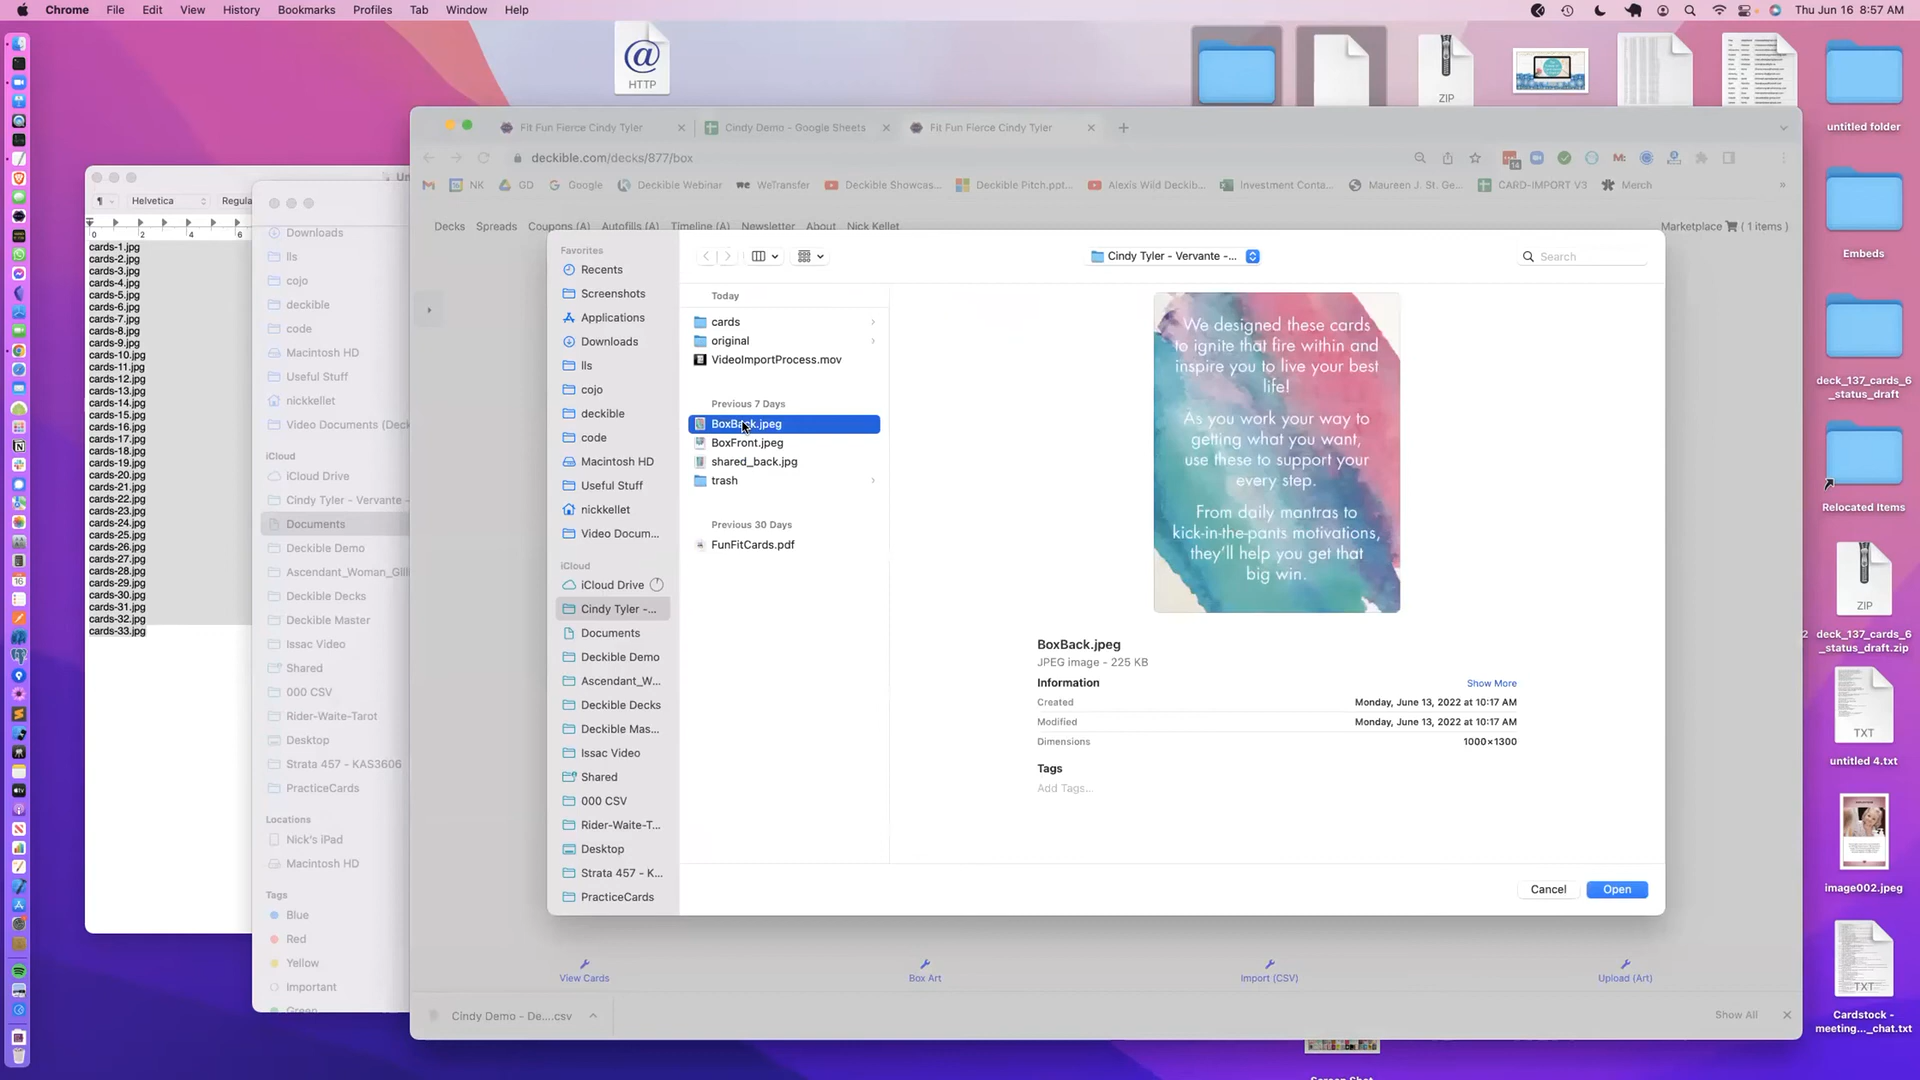 Chrome File Edit View History Bookmarks Profiles Tab Window Help
Thu Jun 16 8:57 AM
@
HTTP
ZIP
untitled folder
Embeds
deck_137_cards_6
_status_draft
Relocated Items
ZIP
deck_137_cards_6
_status_draft.zip
TXT
untitled 4.txt
image002.jpeg
TXT
Cardstock -
meeting..._chat.txt
Helvetica
Regula
0 2 4 6
cards-1.jpg
cards-2.jpg
cards-3.jpg
cards-4.jpg
cards-5.jpg
cards-6.jpg
cards-7.jpg
cards-8.jpg
cards-9.jpg
cards-10.jpg
cards-11.jpg
cards-12.jpg
cards-13.jpg
cards-14.jpg
cards-15.jpg
cards-16.jpg
cards-17.jpg
cards-18.jpg
cards-19.jpg
cards-20.jpg
cards-21.jpg
cards-22.jpg
cards-23.jpg
cards-24.jpg
cards-25.jpg
cards-26.jpg
cards-27.jpg
cards-28.jpg
cards-29.jpg
cards-30.jpg
cards-31.jpg
cards-32.jpg
cards-33.jpg
Downloads
lls
cojo
deckible
code
Macintosh HD
Useful Stuff
nickkellet
Video Documents (Deck
iCloud
iCloud Drive
Cindy Tyler - Vervante -
Documents
Deckible Demo
Ascendant_Woman_Gilli
Deckible Decks
Deckible Master
Issac Video
Shared
000 CSV
Rider-Waite-Tarot
Desktop
Strata 457 - KAS3606
PracticeCards
Locations
Nick's iPad
Macintosh HD
Tags
Blue
Red
Yellow
Important
Green
Fit Fun Fierce Cindy Tyler
Cindy Demo - Google Sheets
Fit Fun Fierce Cindy Tyler
deckible.com/decks/877/box
14
NK GD Google Deckible Webinar WeTransfer Deckible Showcas... Deckible Pitch.ppt... Alexis Wild Deckib... Investment Conta... Maureen J. St. Ge... CARD-IMPORT V3 Merch
Decks Spreads Coupons (A) Autofills (A) Timeline (A) Newsletter About Nick Kellet
Marketplace ( 1 items )
Favorites
Recents
Screenshots
Applications
Downloads
lls
cojo
deckible
code
Macintosh HD
Useful Stuff
nickkellet
Video Docum...
iCloud
iCloud Drive
Cindy Tyler -...
Documents
Deckible Demo
Ascendant_W...
Deckible Decks
Deckible Mas...
Issac Video
Shared
000 CSV
Rider-Waite-T...
Desktop
Strata 457 - K...
PracticeCards
Cindy Tyler - Vervante -...
Search
Today
cards
original
VideoImportProcess.mov
Previous 7 Days
BoxBack.jpeg
BoxFront.jpeg
shared_back.jpg
trash
Previous 30 Days
FunFitCards.pdf
We designed these cards
to ignite that fire within and
inspire you to live your best
life!
As you work your way to
getting what you want,
use these to support your
every step.
From daily mantras to
kick-in-the-pants motivations,
they'll help you get that
big win.
BoxBack.jpeg
JPEG image - 225 KB
Information
Show More
Created Monday, June 13, 2022 at 10:17 AM
Modified Monday, June 13, 2022 at 10:17 AM
Dimensions 1000×1300
Tags
Add Tags...
Cancel
Open
View Cards
Box Art
Import (CSV)
Upload (Art)
Cindy Demo - De....csv
Show All